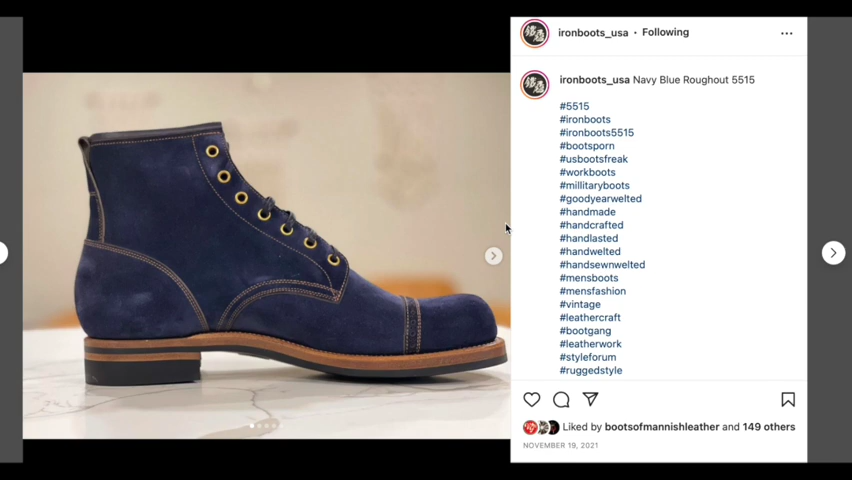 ironboots_usa • Following
ironboots_usa Navy Blue Roughout 5515
#5515
#ironboots
#ironboots5515
#bootsporn
#usbootsfreak
#workboots
#millitaryboots
#goodyearwelted
#handmade
#handcrafted
#handlasted
#handwelted
#handsewnwelted
#mensboots
#mensfashion
#vintage
#leathercraft
#bootgang
#leatherwork
#styleforum
#ruggedstyle
Liked by bootsofmannishleather and 149 others
NOVEMBER 19, 2021